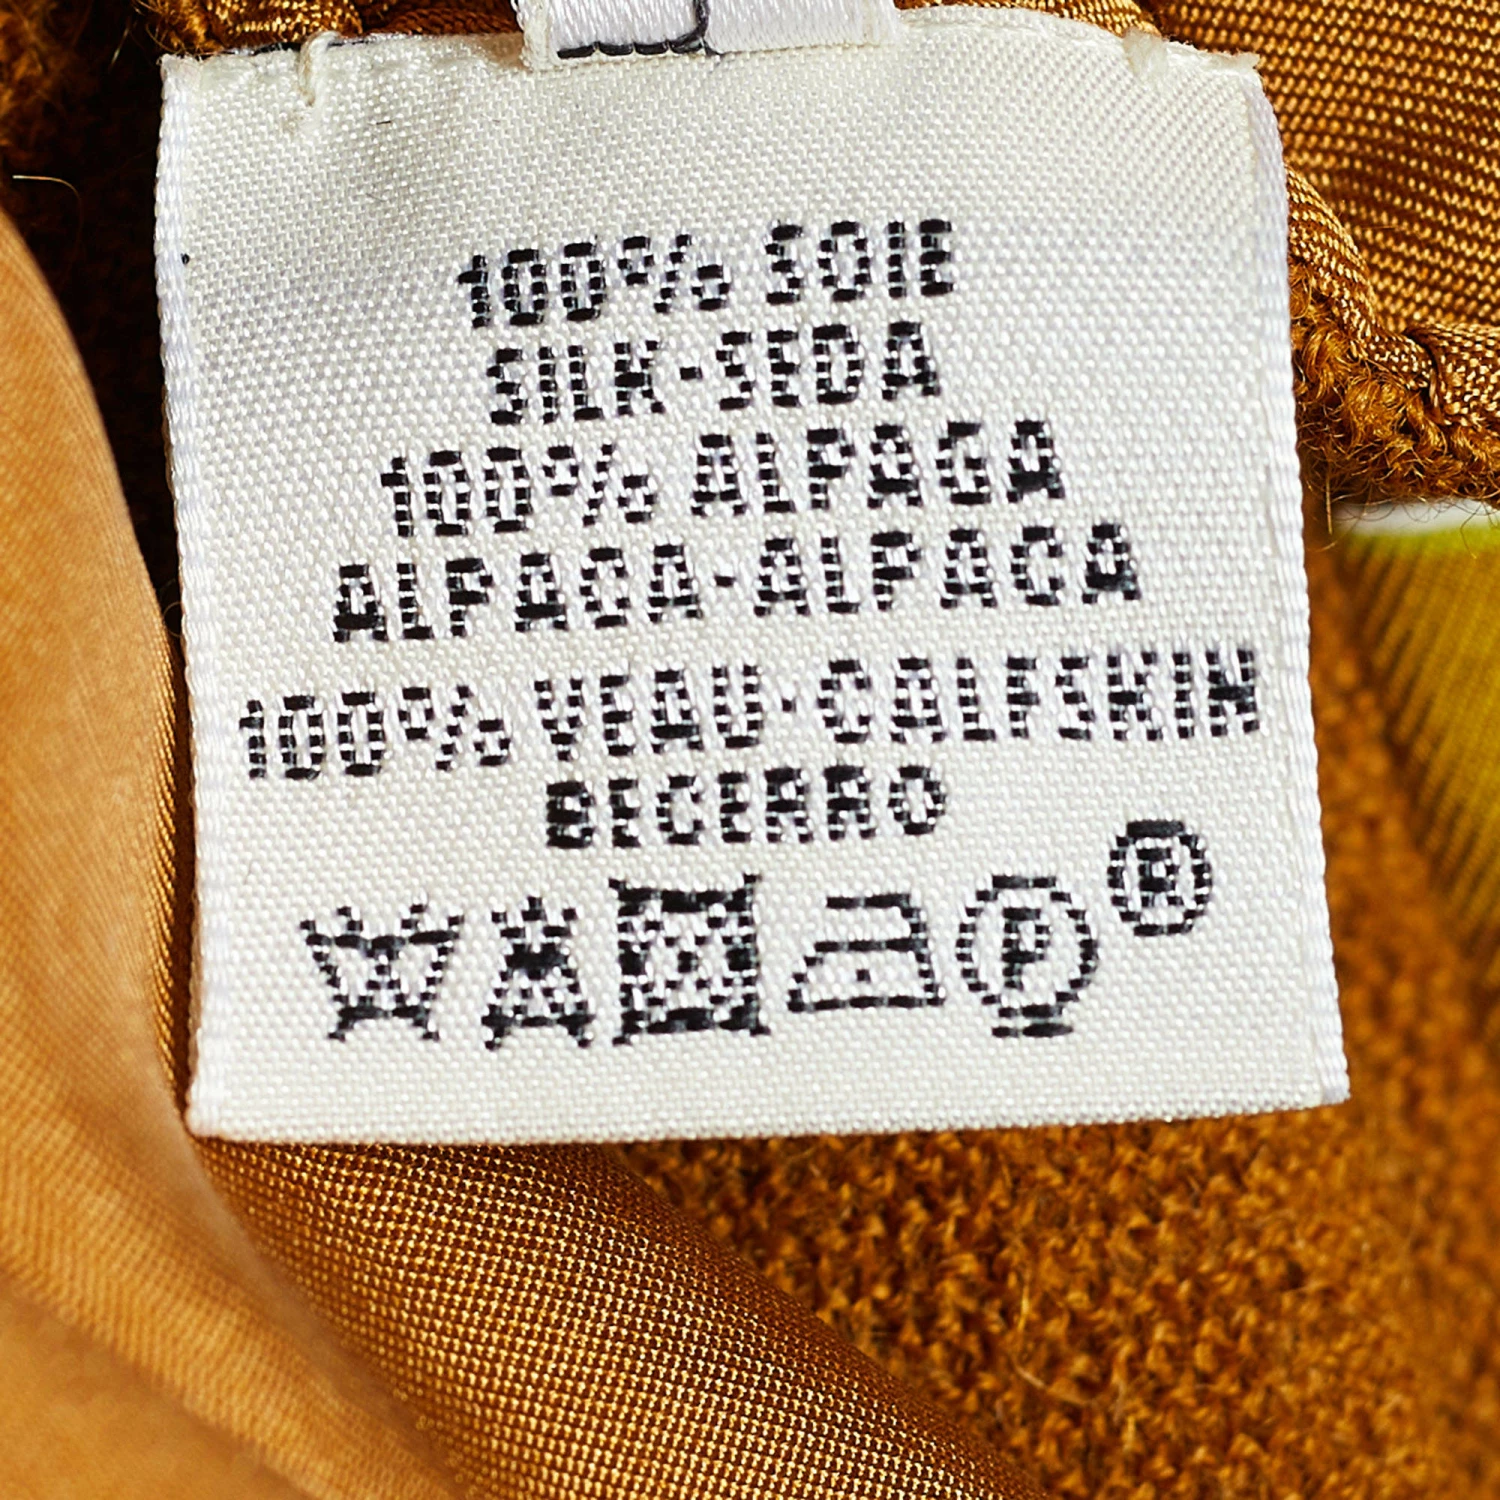 100% SOIE
SILK-SEDA
100% ALPAGA
ALPACA-ALPACA
100% VEAU-CALFSKIN
BECERRO
P ®